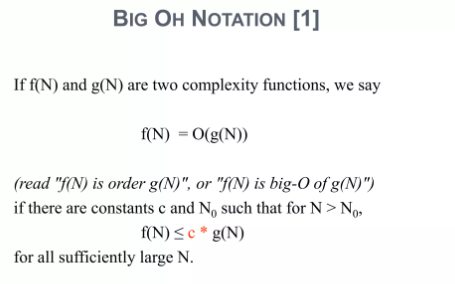 BIG OH NOTATION [1]
If f(N) and g(N) are two complexity functions, we say
f(N) = O(g(N))
(read "f(N) is order g(N)", or "f(N) is big-O of g(N)")
if there are constants c and N₀ such that for N > N₀,
f(N) ≤ c * g(N)
for all sufficiently large N.